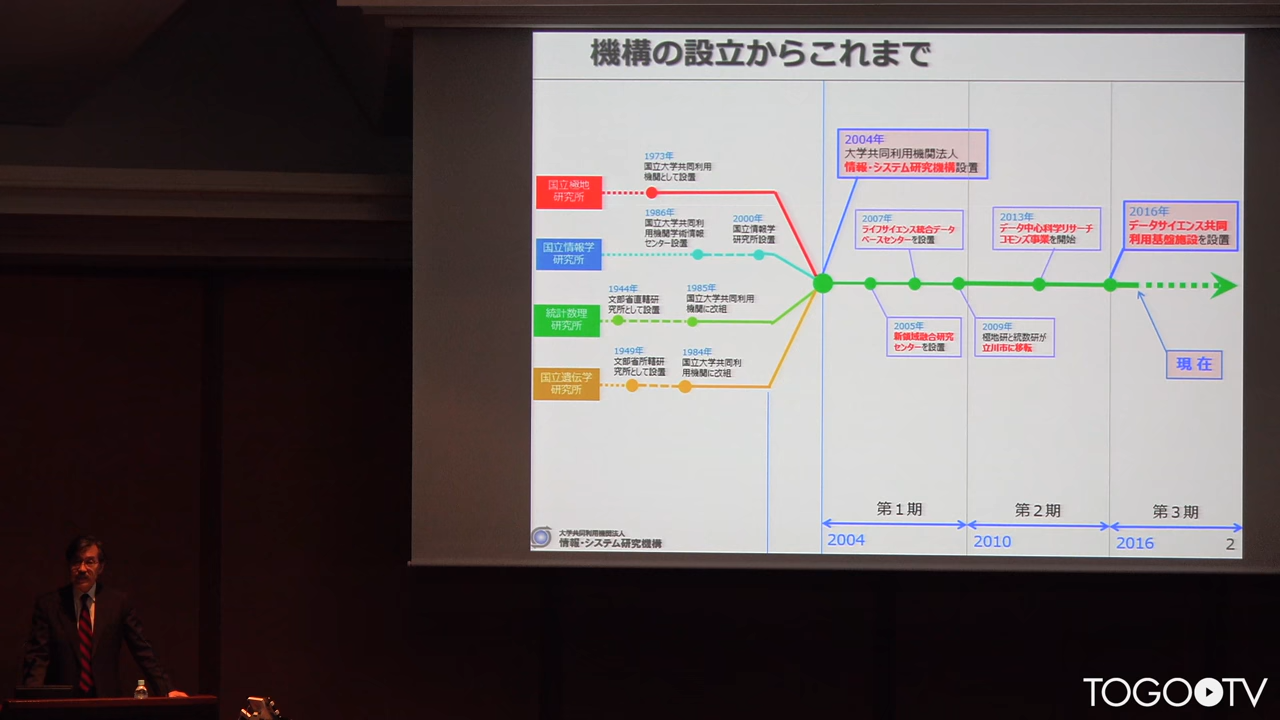 機構の設立からこれまで
2004年
大学共同利用機関法人
情報・システム研究機構設置
1973年
国立大学共同利用
機関として設置
国立極地
研究所
1986年
国立大学共同利
用機関学術情報
センター設置
2000年
国立情報学
研究所設置
国立情報学
研究所
2007年
ライフサイエンス統合データ
ベースセンターを設置
2013年
データ中心科学リサーチ
コモンズ事業を開始
2016年
データサイエンス共同
利用基盤施設を設置
1944年
文部省直轄研
究所として設置
1985年
国立大学共同利用
機関に改組
統計数理
研究所
2005年
新領域融合研究
センターを設置
2009年
極地研と統数研が
立川市に移転
現在
1949年
文部省所轄研
究所として設置
1984年
国立大学共同利
用機関に改組
国立遺伝学
研究所
第1期
第2期
第3期
2004
2010
2016
大学共同利用機関法人
情報・システム研究機構
2
TOGO TV